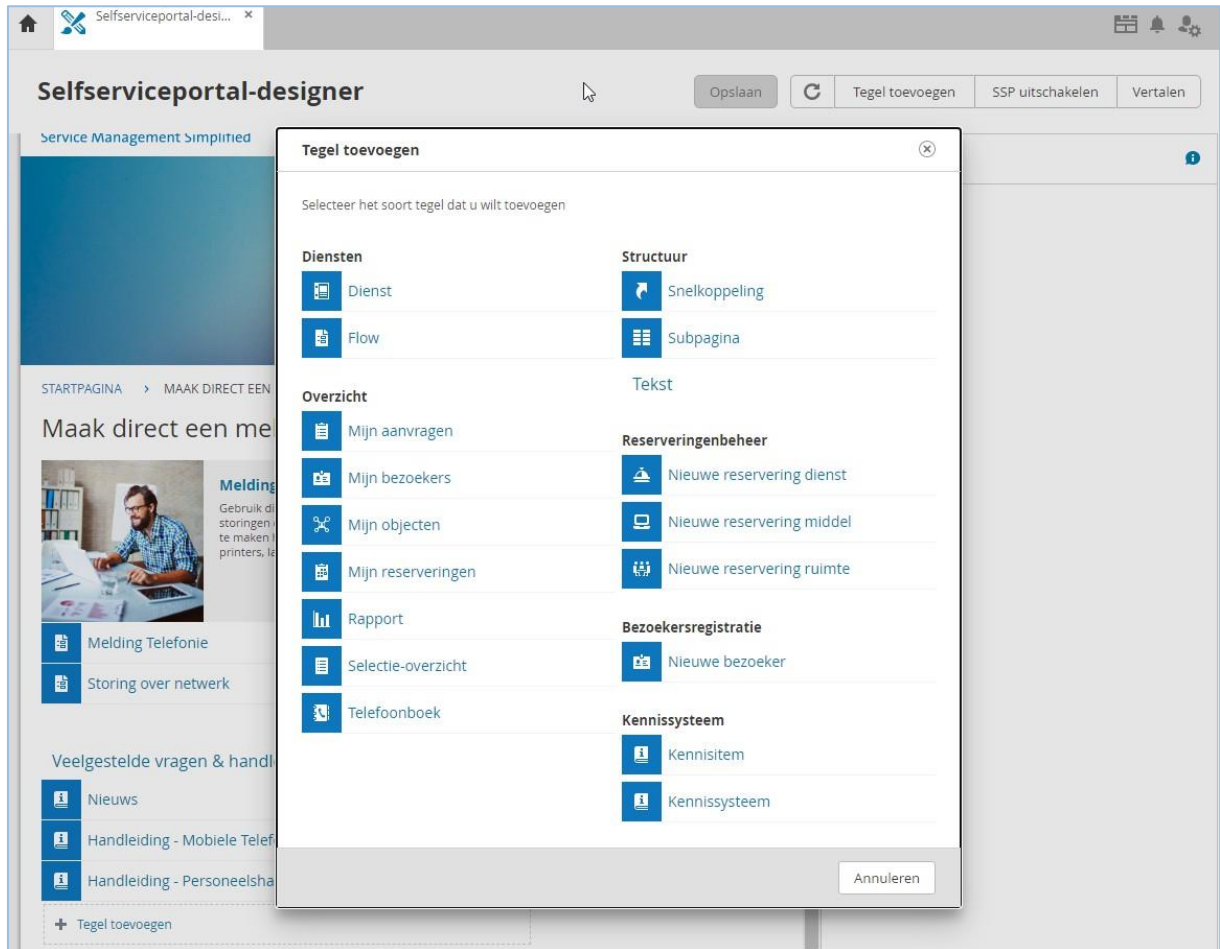 Selfserviceportal-desi...
Selfserviceportal-designer
Opslaan
Tegel toevoegen
SSP uitschakelen
Vertalen
Service Management Simplified
Tegel toevoegen
Selecteer het soort tegel dat u wilt toevoegen
Diensten
Dienst
Flow
Overzicht
Mijn aanvragen
Mijn bezoekers
Mijn objecten
Mijn reserveringen
Rapport
Selectie-overzicht
Telefoonboek
Structuur
Snelkoppeling
Subpagina
Tekst
Reserveringenbeheer
Nieuwe reservering dienst
Nieuwe reservering middel
Nieuwe reservering ruimte
Bezoekersregistratie
Nieuwe bezoeker
Kennissysteem
Kennisitem
Kennissysteem
Annuleren
STARTPAGINA > MAAK DIRECT EEN
Maak direct een mel
Melding
Gebruik di
storingen
te maken
printers, la
Melding Telefonie
Storing over netwerk
Veelgestelde vragen & handl
Nieuws
Handleiding - Mobiele Telef
Handleiding - Personeelsha
+ Tegel toevoegen